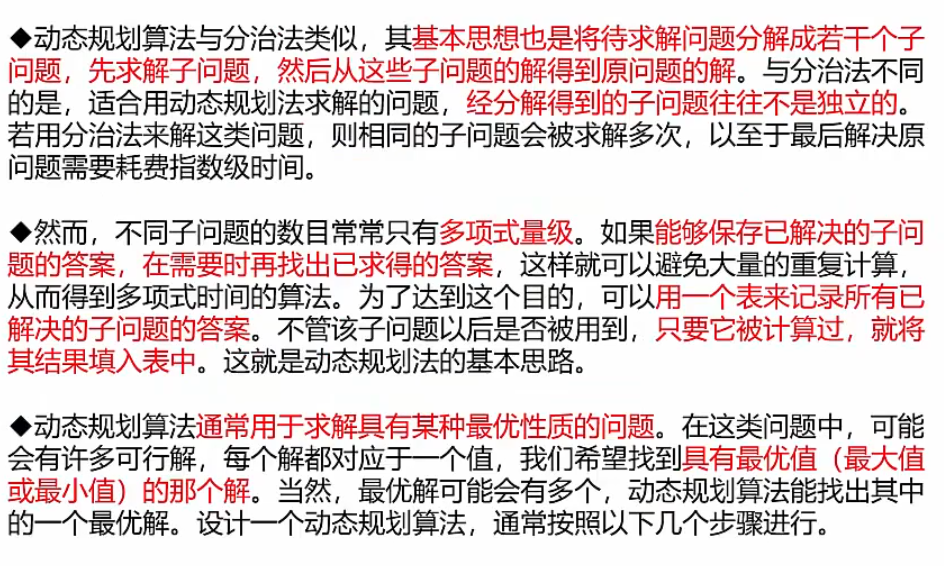 ◆动态规划算法与分治法类似，其基本思想也是将待求解问题分解成若干个子
问题，先求解子问题，然后从这些子问题的解得到原问题的解。与分治法不同
的是，适合用动态规划法求解的问题，经分解得到的子问题往往不是独立的。
若用分治法来解这类问题，则相同的子问题会被求解多次，以至于最后解决原
问题需要耗费指数级时间。
◆然而，不同子问题的数目常常只有多项式量级。如果能够保存已解决的子问
题的答案，在需要时再找出已求得的答案，这样就可以避免大量的重复计算，
从而得到多项式时间的算法。为了达到这个目的，可以用一个表来记录所有已
解决的子问题的答案。不管该子问题以后是否被用到，只要它被计算过，就将
其结果填入表中。这就是动态规划法的基本思路。
◆动态规划算法通常用于求解具有某种最优性质的问题。在这类问题中，可能
会有许多可行解，每个解都对应于一个值，我们希望找到具有最优值（最大值
或最小值）的那个解。当然，最优解可能会有多个，动态规划算法能找出其中
的一个最优解。设计一个动态规划算法，通常按照以下几个步骤进行。